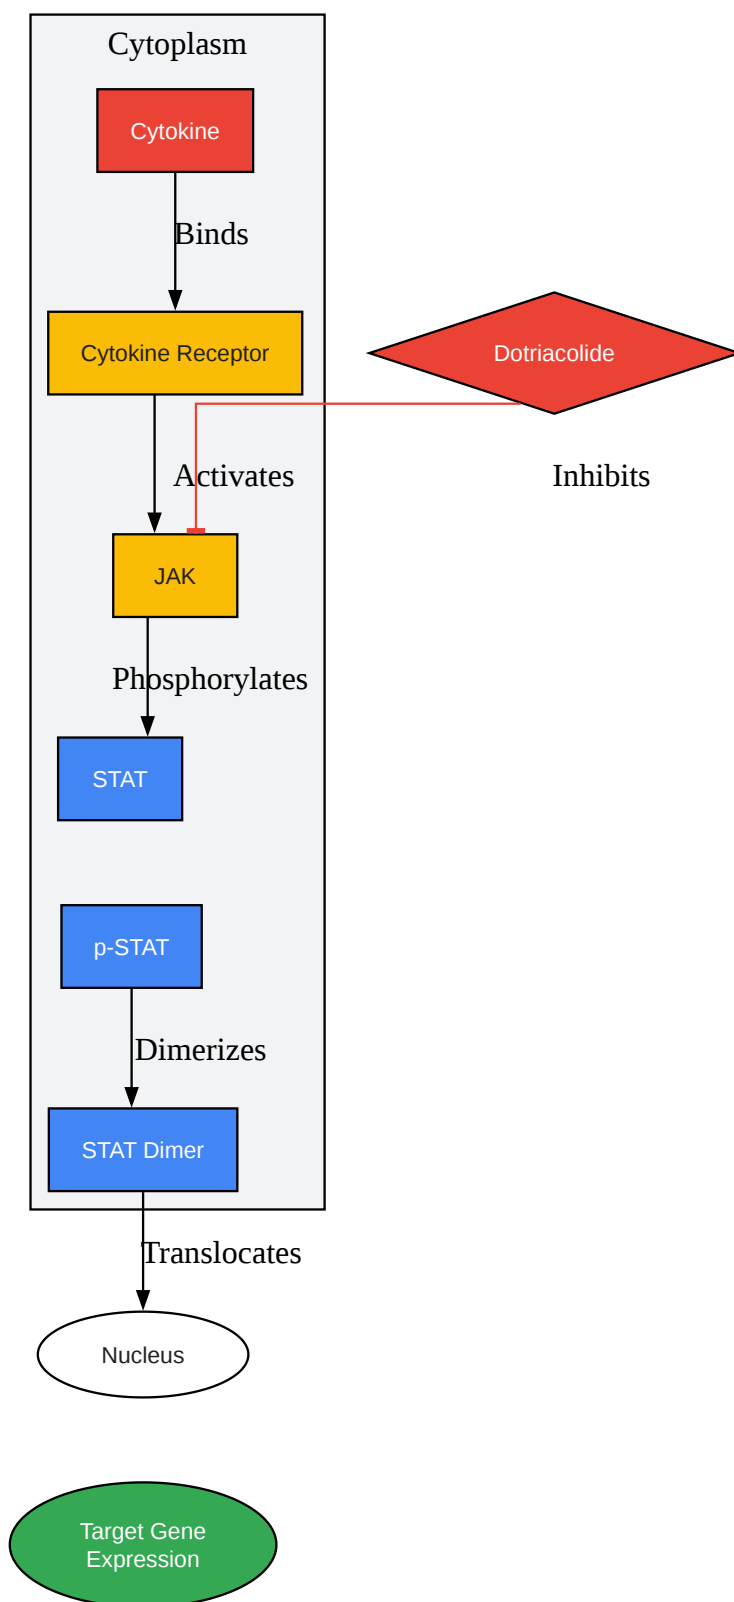 Cytoplasm
Cytokine
Binds
Cytokine Receptor
Dotriacolide
Activates
Inhibits
JAK
Phosphorylates
STAT
p-STAT
Dimerizes
STAT Dimer
Translocates
Nucleus
Target Gene
Expression